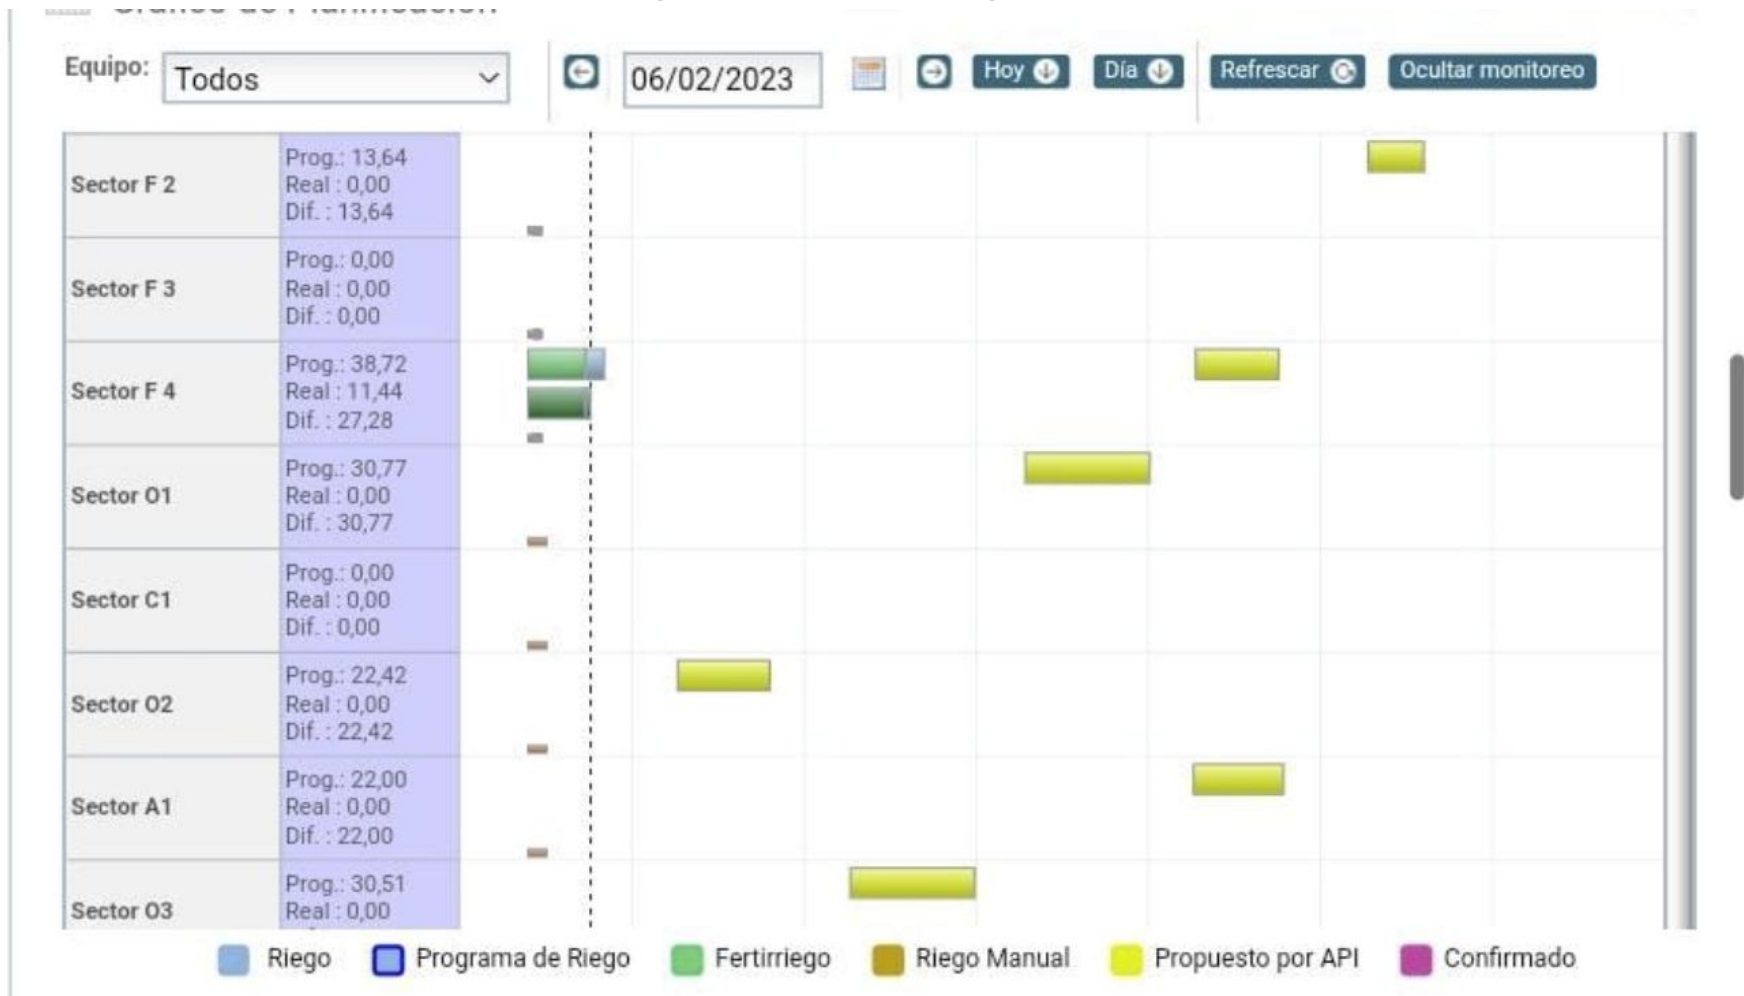 Gráfico de Planificación
Equipo: Todos 06/02/2023 Hoy Día Refrescar Ocultar monitoreo
Sector F 2
Prog.: 13,64
Real : 0,00
Dif. : 13,64
Sector F 3
Prog.: 0,00
Real : 0,00
Dif. : 0,00
Sector F 4
Prog.: 38,72
Real : 11,44
Dif. : 27,28
Sector O1
Prog.: 30,77
Real : 0,00
Dif. : 30,77
Sector C1
Prog.: 0,00
Real : 0,00
Dif. : 0,00
Sector O2
Prog.: 22,42
Real : 0,00
Dif. : 22,42
Sector A1
Prog.: 22,00
Real : 0,00
Dif. : 22,00
Sector O3
Prog.: 30,51
Real : 0,00
Riego Programa de Riego Fertirriego Riego Manual Propuesto por API Confirmado